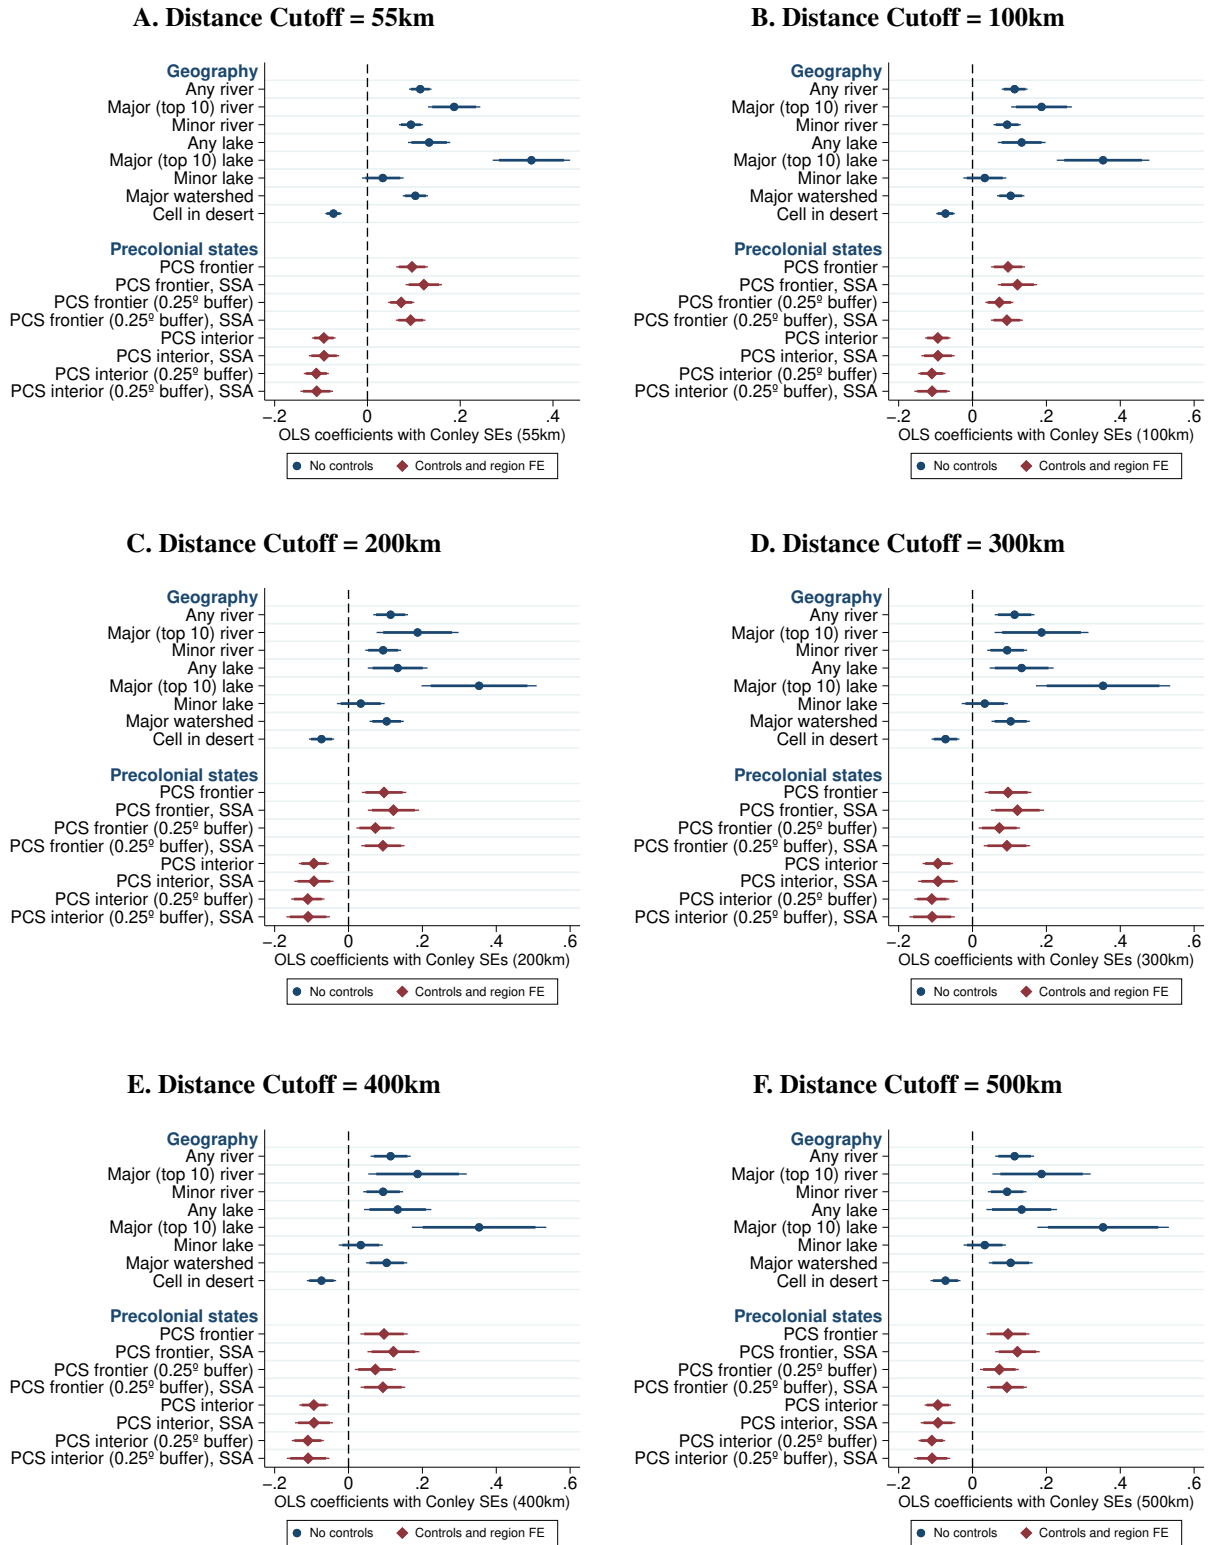 A. Distance Cutoff = 55km
Geography
Any river
Major (top 10) river
Minor river
Any lake
Major (top 10) lake
Minor lake
Major watershed
Cell in desert
Precolonial states
PCS frontier
PCS frontier, SSA
PCS frontier (0.25º buffer)
PCS frontier (0.25º buffer), SSA
PCS interior
PCS interior, SSA
PCS interior (0.25º buffer)
PCS interior (0.25º buffer), SSA
−.2 0 .2 .4
OLS coefficients with Conley SEs (55km)
No controls Controls and region FE
B. Distance Cutoff = 100km
Geography
Any river
Major (top 10) river
Minor river
Any lake
Major (top 10) lake
Minor lake
Major watershed
Cell in desert
Precolonial states
PCS frontier
PCS frontier, SSA
PCS frontier (0.25º buffer)
PCS frontier (0.25º buffer), SSA
PCS interior
PCS interior, SSA
PCS interior (0.25º buffer)
PCS interior (0.25º buffer), SSA
−.2 0 .2 .4 .6
OLS coefficients with Conley SEs (100km)
No controls Controls and region FE
C. Distance Cutoff = 200km
Geography
Any river
Major (top 10) river
Minor river
Any lake
Major (top 10) lake
Minor lake
Major watershed
Cell in desert
Precolonial states
PCS frontier
PCS frontier, SSA
PCS frontier (0.25º buffer)
PCS frontier (0.25º buffer), SSA
PCS interior
PCS interior, SSA
PCS interior (0.25º buffer)
PCS interior (0.25º buffer), SSA
−.2 0 .2 .4 .6
OLS coefficients with Conley SEs (200km)
No controls Controls and region FE
D. Distance Cutoff = 300km
Geography
Any river
Major (top 10) river
Minor river
Any lake
Major (top 10) lake
Minor lake
Major watershed
Cell in desert
Precolonial states
PCS frontier
PCS frontier, SSA
PCS frontier (0.25º buffer)
PCS frontier (0.25º buffer), SSA
PCS interior
PCS interior, SSA
PCS interior (0.25º buffer)
PCS interior (0.25º buffer), SSA
−.2 0 .2 .4 .6
OLS coefficients with Conley SEs (300km)
No controls Controls and region FE
E. Distance Cutoff = 400km
Geography
Any river
Major (top 10) river
Minor river
Any lake
Major (top 10) lake
Minor lake
Major watershed
Cell in desert
Precolonial states
PCS frontier
PCS frontier, SSA
PCS frontier (0.25º buffer)
PCS frontier (0.25º buffer), SSA
PCS interior
PCS interior, SSA
PCS interior (0.25º buffer)
PCS interior (0.25º buffer), SSA
−.2 0 .2 .4 .6
OLS coefficients with Conley SEs (400km)
No controls Controls and region FE
F. Distance Cutoff = 500km
Geography
Any river
Major (top 10) river
Minor river
Any lake
Major (top 10) lake
Minor lake
Major watershed
Cell in desert
Precolonial states
PCS frontier
PCS frontier, SSA
PCS frontier (0.25º buffer)
PCS frontier (0.25º buffer), SSA
PCS interior
PCS interior, SSA
PCS interior (0.25º buffer)
PCS interior (0.25º buffer), SSA
−.2 0 .2 .4 .6
OLS coefficients with Conley SEs (500km)
No controls Controls and region FE